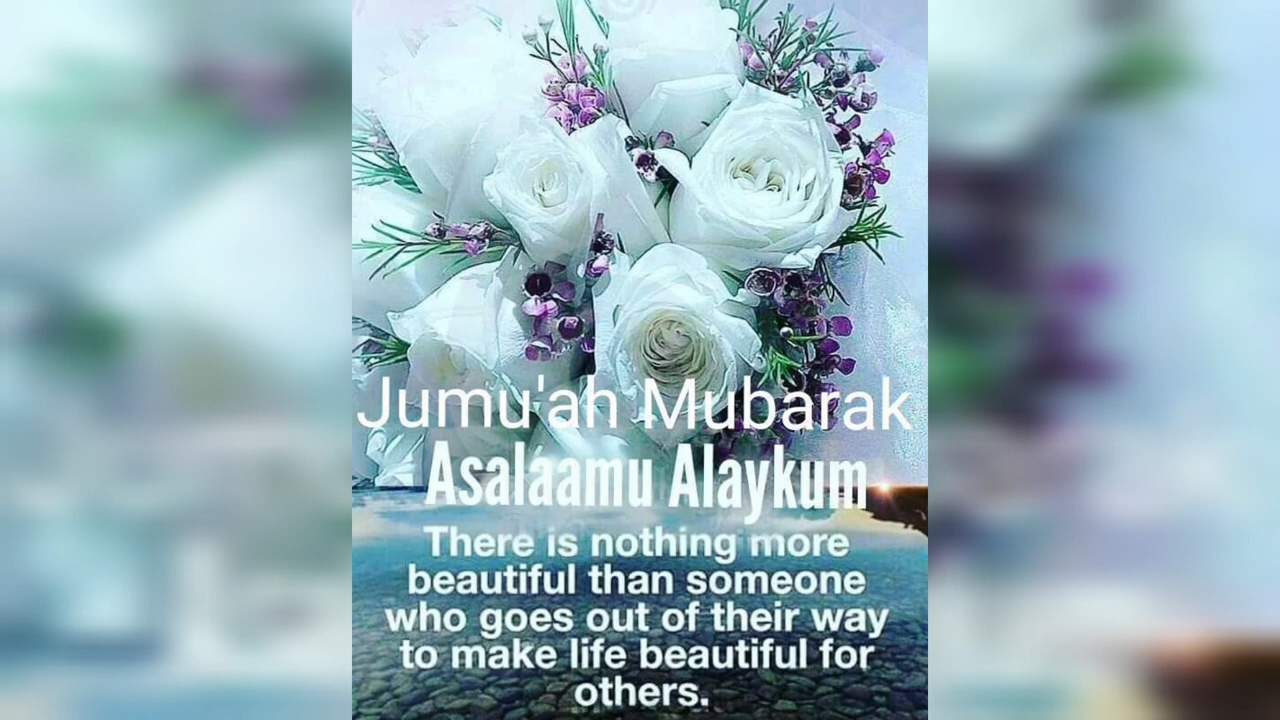 Jumu'ah Mubarak
Asalaamu Alaykum
There is nothing more
beautiful than someone
who goes out of their way
to make life beautiful for
others.